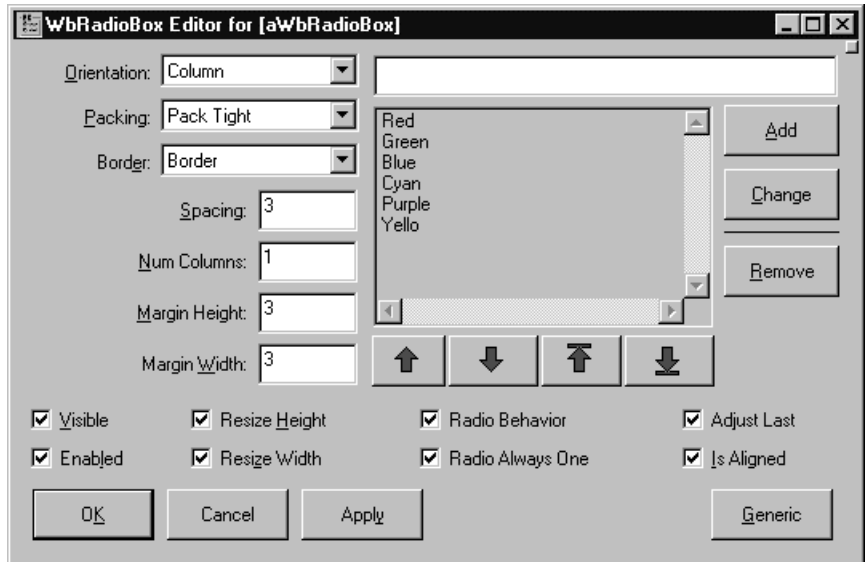 WbRadioBox Editor for [aWbRadioBox]
Orientation: Column
Packing: Pack Tight
Border: Border
Spacing: 3
Num Columns: 1
Margin Height: 3
Margin Width: 3
Red
Green
Blue
Cyan
Purple
Yello
Add
Change
Remove
Visible Resize Height Radio Behavior Adjust Last
Enabled Resize Width Radio Always One Is Aligned
OK Cancel Apply Generic